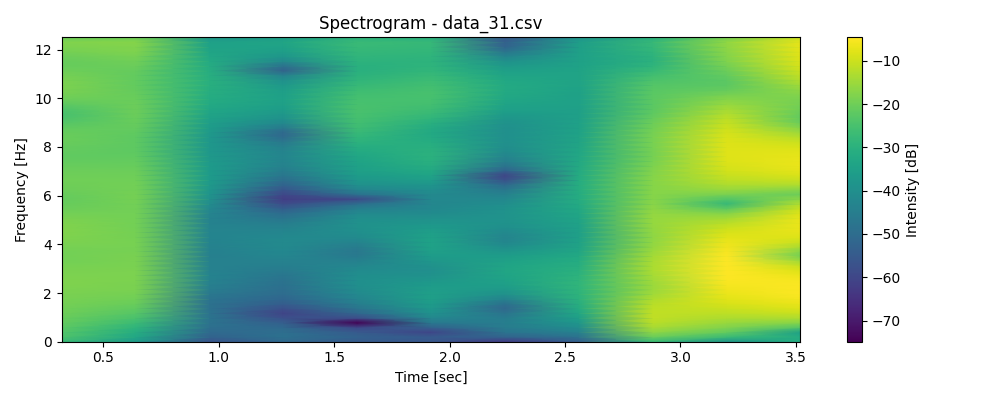 Spectrogram - data_31.csv
12
10
8
6
4
2
0
Frequency [Hz]
0.5 1.0 1.5 2.0 2.5 3.0 3.5
Time [sec]
−10
−20
−30
−40
−50
−60
−70
Intensity [dB]